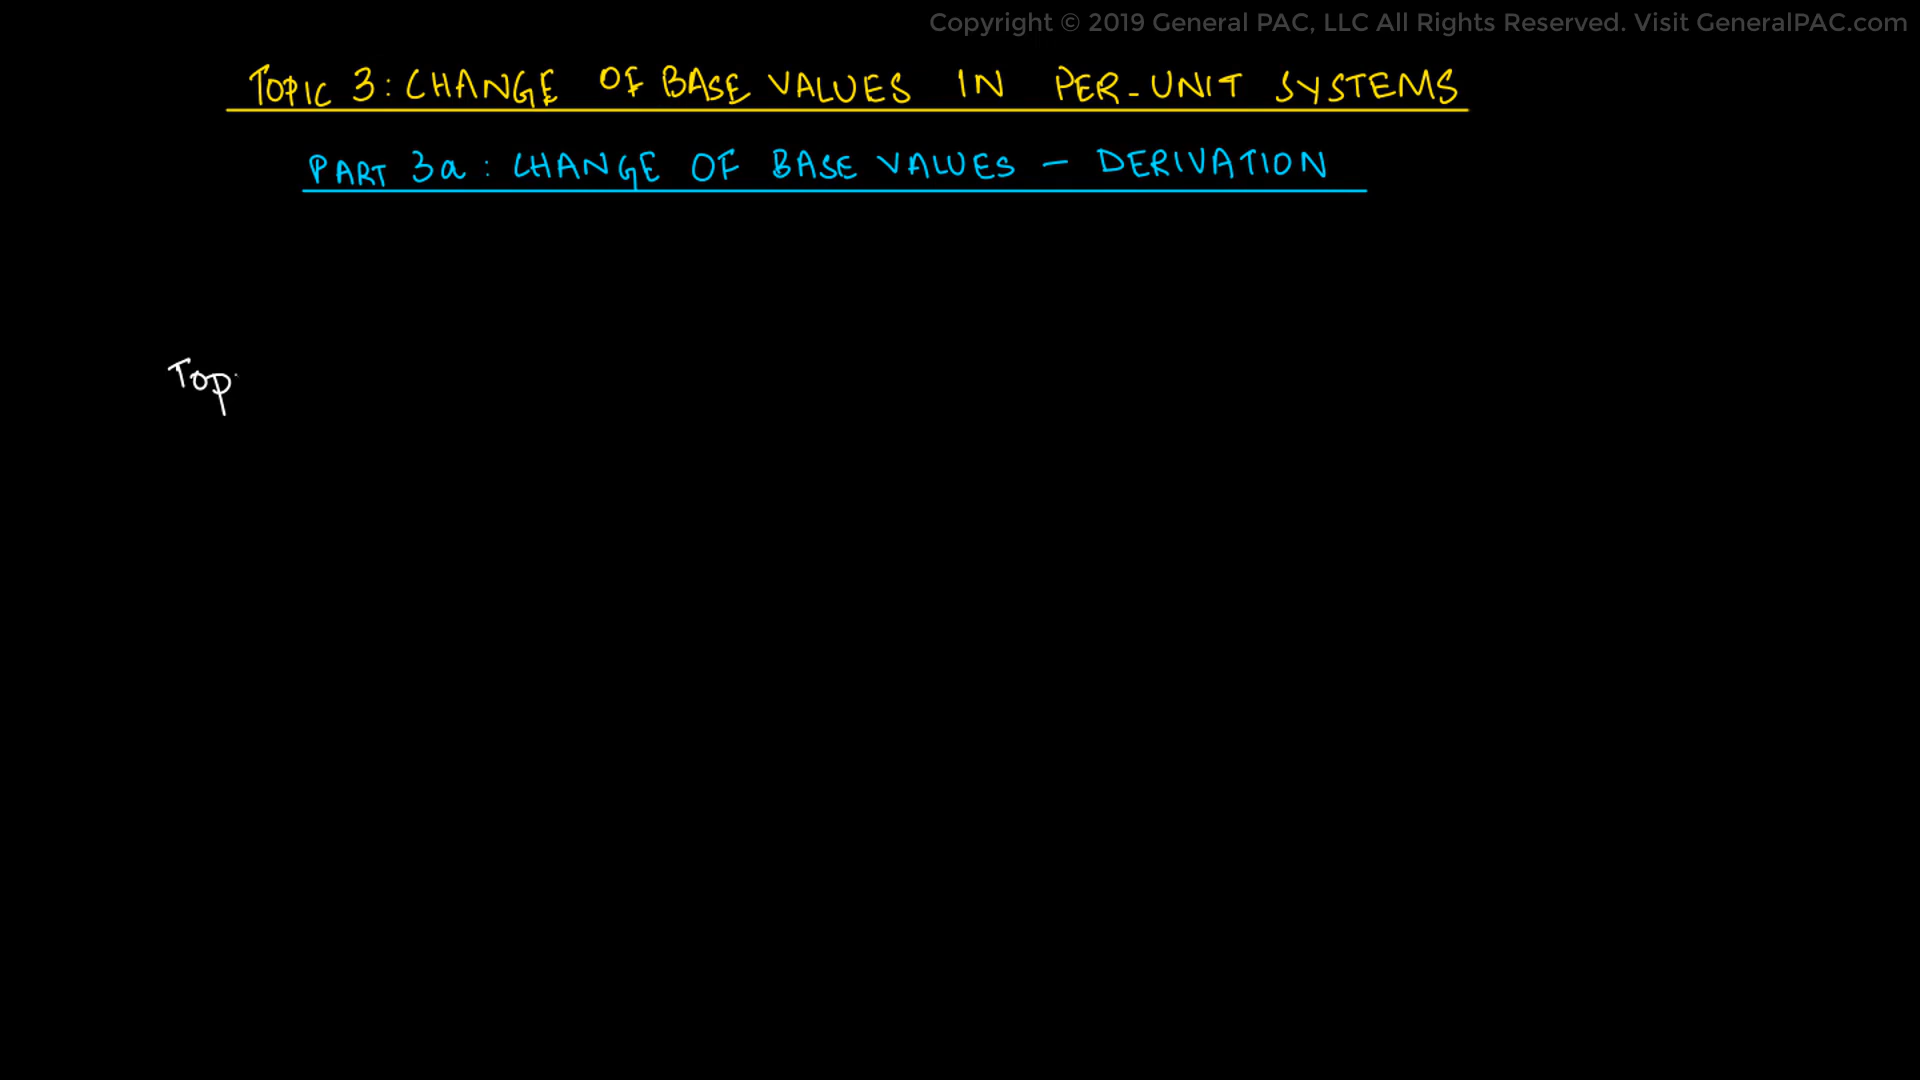 Copyright © 2019 General PAC, LLC All Rights Reserved. Visit GeneralPAC.com
TOPIC 3: CHANGE OF BASE VALUES IN PER-UNIT SYSTEMS
PART 3a: CHANGE OF BASE VALUES - DERIVATION
Top